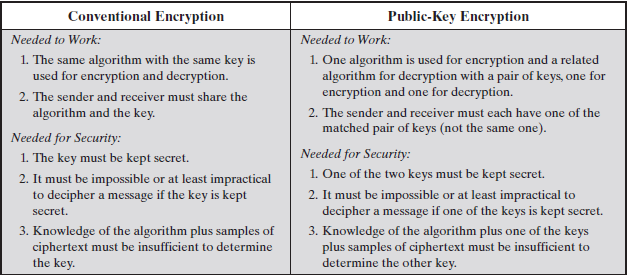 Conventional Encryption
Needed to Work:
1. The same algorithm with the same key is
used for encryption and decryption.
2. The sender and receiver must share the
algorithm and the key.
Needed for Security:
1. The key must be kept secret.
2. It must be impossible or at least impractical
to decipher a message if the key is kept
secret.
3. Knowledge of the algorithm plus samples of
ciphertext must be insufficient to determine
the key.
Public-Key Encryption
Needed to Work:
1. One algorithm is used for encryption and a related
algorithm for decryption with a pair of keys, one for
encryption and one for decryption.
2. The sender and receiver must each have one of the
matched pair of keys (not the same one).
Needed for Security:
1. One of the two keys must be kept secret.
2. It must be impossible or at least impractical to
decipher a message if one of the keys is kept secret.
3. Knowledge of the algorithm plus one of the keys
plus samples of ciphertext must be insufficient to
determine the other key.